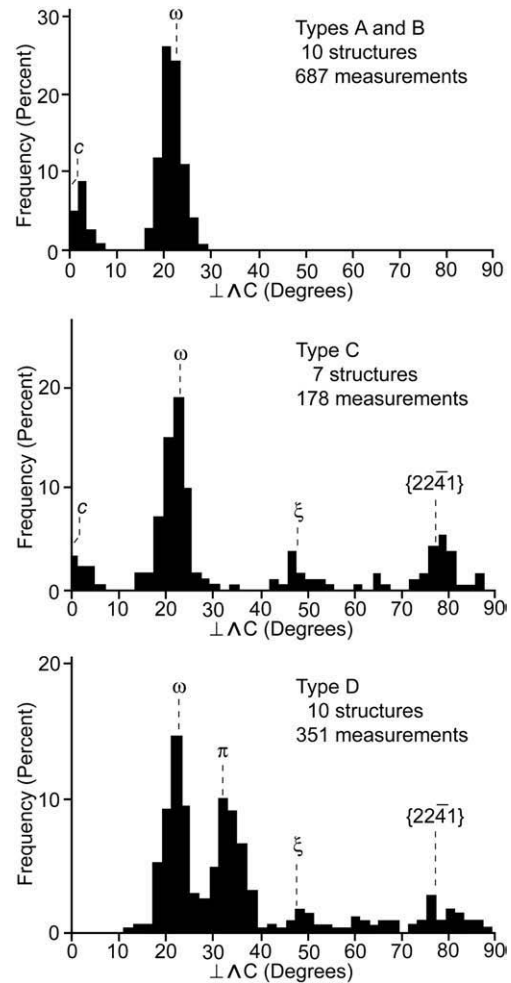 30
20
10
0
Frequency (Percent)
c
ω
Types A and B
10 structures
687 measurements
0 10 20 30 40 50 60 70 80 90
⊥ΛC (Degrees)
20
10
0
Frequency (Percent)
c
ω
ξ
{224̅1}
Type C
7 structures
178 measurements
0 10 20 30 40 50 60 70 80 90
⊥ΛC (Degrees)
20
10
0
Frequency (Percent)
ω
π
ξ
{224̅1}
Type D
10 structures
351 measurements
0 10 20 30 40 50 60 70 80 90
⊥ΛC (Degrees)